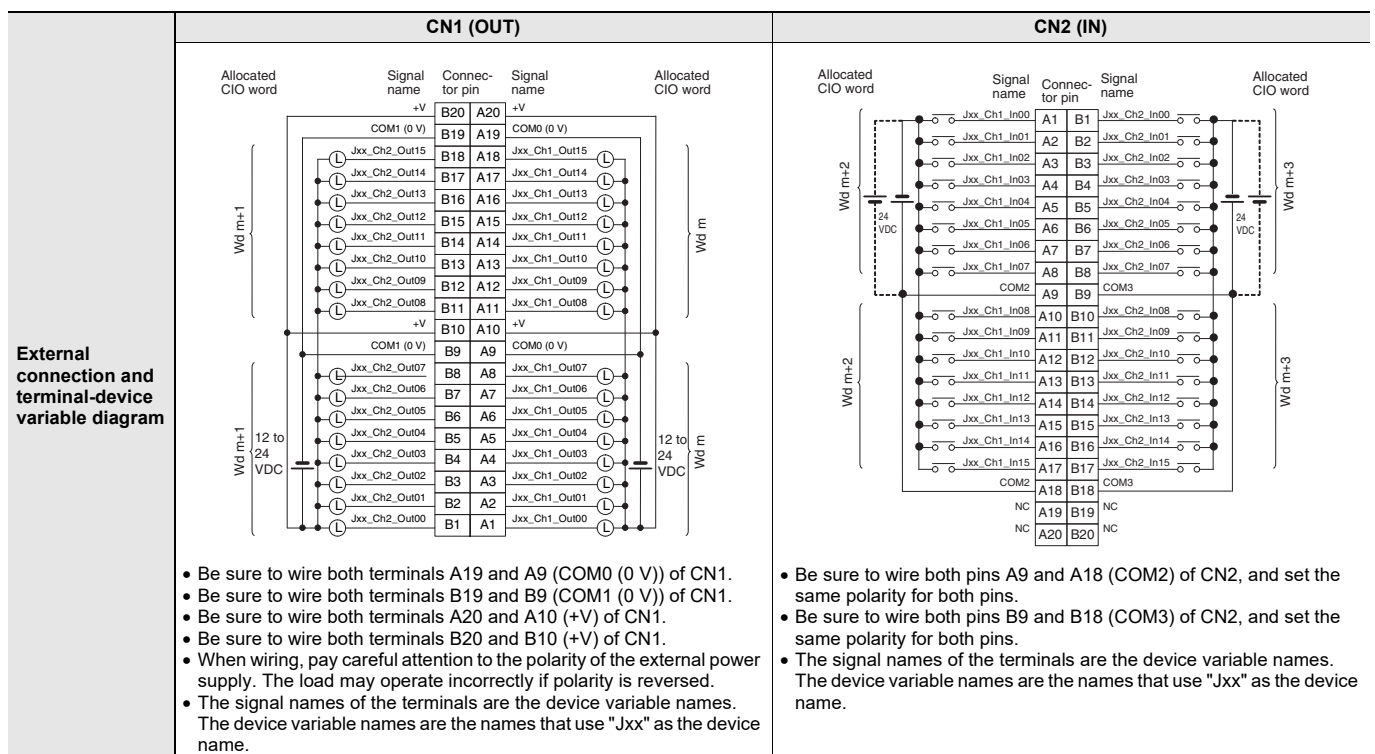 CN1 (OUT)
CN2 (IN)
External
connection and
terminal-device
variable diagram
Allocated
CIO word
Signal
name
Connec-
tor pin
Signal
name
Allocated
CIO word
+V B20 A20 +V
COM1 (0 V) B19 A19 COM0 (0 V)
L Jxx_Ch2_Out15 B18 A18 Jxx_Ch1_Out15 L
L Jxx_Ch2_Out14 B17 A17 Jxx_Ch1_Out14 L
L Jxx_Ch2_Out13 B16 A16 Jxx_Ch1_Out13 L
L Jxx_Ch2_Out12 B15 A15 Jxx_Ch1_Out12 L
L Jxx_Ch2_Out11 B14 A14 Jxx_Ch1_Out11 L
L Jxx_Ch2_Out10 B13 A13 Jxx_Ch1_Out10 L
L Jxx_Ch2_Out09 B12 A12 Jxx_Ch1_Out09 L
L Jxx_Ch2_Out08 B11 A11 Jxx_Ch1_Out08 L
Wd m+1
Wd m
+V B10 A10 +V
COM1 (0 V) B9 A9 COM0 (0 V)
L Jxx_Ch2_Out07 B8 A8 Jxx_Ch1_Out07 L
L Jxx_Ch2_Out06 B7 A7 Jxx_Ch1_Out06 L
L Jxx_Ch2_Out05 B6 A6 Jxx_Ch1_Out05 L
L Jxx_Ch2_Out04 B5 A5 Jxx_Ch1_Out04 L
L Jxx_Ch2_Out03 B4 A4 Jxx_Ch1_Out03 L
L Jxx_Ch2_Out02 B3 A3 Jxx_Ch1_Out02 L
L Jxx_Ch2_Out01 B2 A2 Jxx_Ch1_Out01 L
L Jxx_Ch2_Out00 B1 A1 Jxx_Ch1_Out00 L
Wd m+1
12 to
24
VDC
12 to
24
VDC
Wd m
• Be sure to wire both terminals A19 and A9 (COM0 (0 V)) of CN1.
• Be sure to wire both terminals B19 and B9 (COM1 (0 V)) of CN1.
• Be sure to wire both terminals A20 and A10 (+V) of CN1.
• Be sure to wire both terminals B20 and B10 (+V) of CN1.
• When wiring, pay careful attention to the polarity of the external power
supply. The load may operate incorrectly if polarity is reversed.
• The signal names of the terminals are the device variable names.
The device variable names are the names that use "Jxx" as the device
name.
Allocated
CIO word
Signal
name
Connec-
tor pin
Signal
name
Allocated
CIO word
Jxx_Ch1_In00 A1 B1 Jxx_Ch2_In00
Jxx_Ch1_In01 A2 B2 Jxx_Ch2_In01
Jxx_Ch1_In02 A3 B3 Jxx_Ch2_In02
Jxx_Ch1_In03 A4 B4 Jxx_Ch2_In03
Jxx_Ch1_In04 A5 B5 Jxx_Ch2_In04
Jxx_Ch1_In05 A6 B6 Jxx_Ch2_In05
Jxx_Ch1_In06 A7 B7 Jxx_Ch2_In06
Jxx_Ch1_In07 A8 B8 Jxx_Ch2_In07
Wd m+2
24
VDC
24
VDC
Wd m+3
COM2 A9 B9 COM3
Jxx_Ch1_In08 A10 B10 Jxx_Ch2_In08
Jxx_Ch1_In09 A11 B11 Jxx_Ch2_In09
Jxx_Ch1_In10 A12 B12 Jxx_Ch2_In10
Jxx_Ch1_In11 A13 B13 Jxx_Ch2_In11
Jxx_Ch1_In12 A14 B14 Jxx_Ch2_In12
Jxx_Ch1_In13 A15 B15 Jxx_Ch2_In13
Jxx_Ch1_In14 A16 B16 Jxx_Ch2_In14
Jxx_Ch1_In15 A17 B17 Jxx_Ch2_In15
Wd m+2
Wd m+3
COM2 A18 B18 COM3
NC A19 B19 NC
NC A20 B20 NC
• Be sure to wire both pins A9 and A18 (COM2) of CN2, and set the
same polarity for both pins.
• Be sure to wire both pins B9 and B18 (COM3) of CN2, and set the
same polarity for both pins.
• The signal names of the terminals are the device variable names.
The device variable names are the names that use "Jxx" as the device
name.